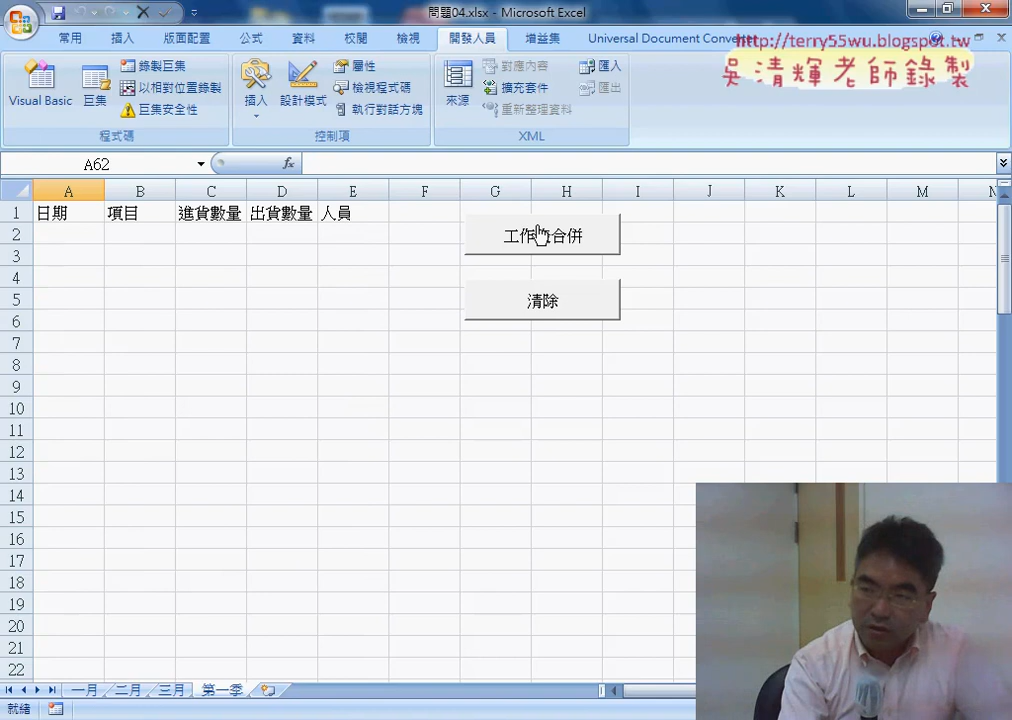 問題04.xlsx - Microsoft Excel
常用 插入 版面配置 公式 資料 校閱 檢視 開發人員 增益集 Universal Document Conve
http://terry55wu.blogspot.tw
吳清輝老師錄製
Visual Basic 巨集 錄製巨集 以相對位置錄製 巨集安全性
程式碼
插入 設計模式 屬性 檢視程式碼 執行對話方塊
控制項
來源 對應內容 擴充套件 重新整理資料 匯入 匯出
XML
A62 fx
A B C D E F G H I J K L M N
1 日期 項目 進貨數量 出貨數量 人員
2
工作 合併
3
4
5
清除
6
7
8
9
10
11
12
13
14
15
16
17
18
19
20
21
22
一月 二月 三月 第一季
就緒